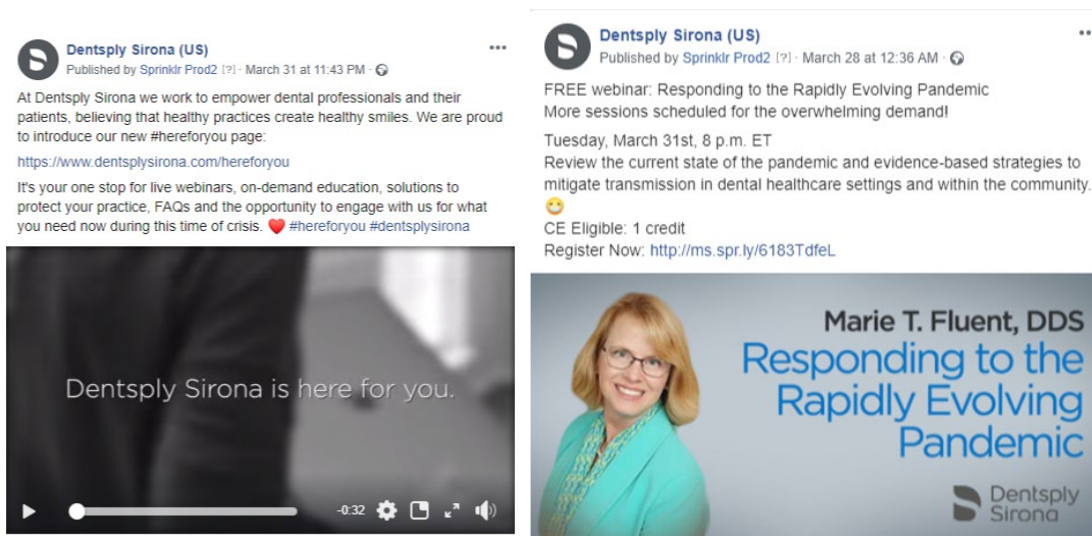 Dentsply Sirona (US)
Published by Sprinklr Prod2 [?] · March 31 at 11:43 PM ·
At Dentsply Sirona we work to empower dental professionals and their
patients, believing that healthy practices create healthy smiles. We are proud
to introduce our new #hereforyou page:
https://www.dentsplysirona.com/hereforyou
It's your one stop for live webinars, on-demand education, solutions to
protect your practice, FAQs and the opportunity to engage with us for what
you need now during this time of crisis. ❤️ #hereforyou #dentsplysirona
Dentsply Sirona is here for you.
-0:32
Dentsply Sirona (US)
Published by Sprinklr Prod2 [?] · March 28 at 12:36 AM ·
FREE webinar: Responding to the Rapidly Evolving Pandemic
More sessions scheduled for the overwhelming demand!
Tuesday, March 31st, 8 p.m. ET
Review the current state of the pandemic and evidence-based strategies to
mitigate transmission in dental healthcare settings and within the community.
😷
CE Eligible: 1 credit
Register Now: http://ms.spr.ly/6183TdfeL
Marie T. Fluent, DDS
Responding to the
Rapidly Evolving
Pandemic
Dentsply
Sirona